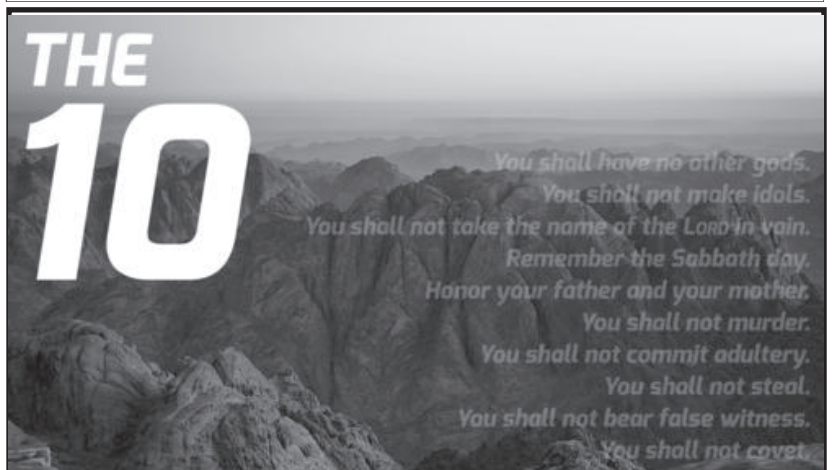 THE
10
You shall have no other gods.
You shall not make idols.
You shall not take the name of the LORD in vain.
Remember the Sabbath day.
Honor your father and your mother.
You shall not murder.
You shall not commit adultery.
You shall not steal.
You shall not bear false witness.
You shall not covet.